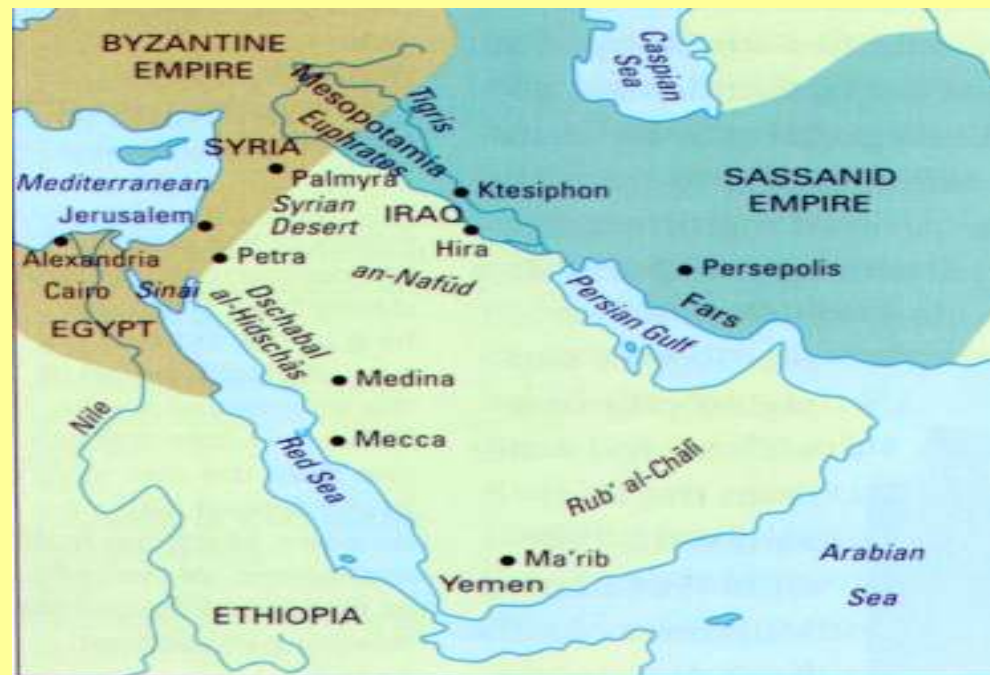 BYZANTINE
EMPIRE
Caspian
Sea
Mesopotamia
Tigris
Euphrates
SYRIA
Mediterranean
Palmyra
Ktesiphon
SASSANID
EMPIRE
Jerusalem
Syrian
Desert
IRAQ
Hira
Alexandria
Petra
an-Nafūd
Persepolis
Cairo
Sinai
Fars
EGYPT
Dschabal
al-Hidschās
Persian Gulf
Medina
Nile
Mecca
Red Sea
Rub' al-Chālī
Ma'rib
Yemen
Arabian
Sea
ETHIOPIA